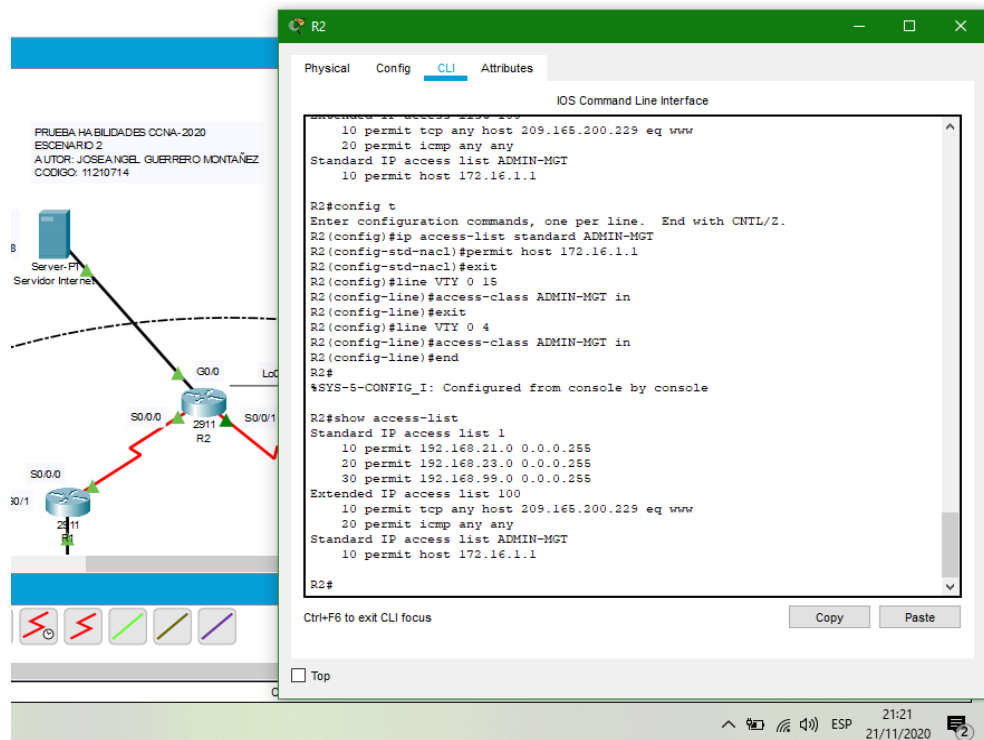 R2
Physical Config CLI Attributes
IOS Command Line Interface
Extended IP access list 100
10 permit tcp any host 209.165.200.229 eq www
20 permit icmp any any
Standard IP access list ADMIN-MGT
10 permit host 172.16.1.1
R2#config t
Enter configuration commands, one per line. End with CNTL/Z.
R2(config)#ip access-list standard ADMIN-MGT
R2(config-std-nacl)#permit host 172.16.1.1
R2(config-std-nacl)#exit
R2(config)#line VTY 0 15
R2(config-line)#access-class ADMIN-MGT in
R2(config-line)#exit
R2(config)#line VTY 0 4
R2(config-line)#access-class ADMIN-MGT in
R2(config-line)#end
R2#
%SYS-5-CONFIG_I: Configured from console by console
R2#show access-list
Standard IP access list 1
10 permit 192.168.21.0 0.0.0.255
20 permit 192.168.23.0 0.0.0.255
30 permit 192.168.99.0 0.0.0.255
Extended IP access list 100
10 permit tcp any host 209.165.200.229 eq www
20 permit icmp any any
Standard IP access list ADMIN-MGT
10 permit host 172.16.1.1
R2#
Ctrl+F6 to exit CLI focus
Copy Paste
Top
PRUEBA HABILIDADES CCNA-2020
ESCENARIO 2
AUTOR: JOSE ANGEL GUERRERO MONTAÑEZ
CODIGO: 11210714
8
Server-PT
Servidor Internet
G0/0
Lo0
S0/0/0
S0/0/1
2911
R2
S0/0/0
S0/1
2911
R1
ESP
21:21
21/11/2020
2